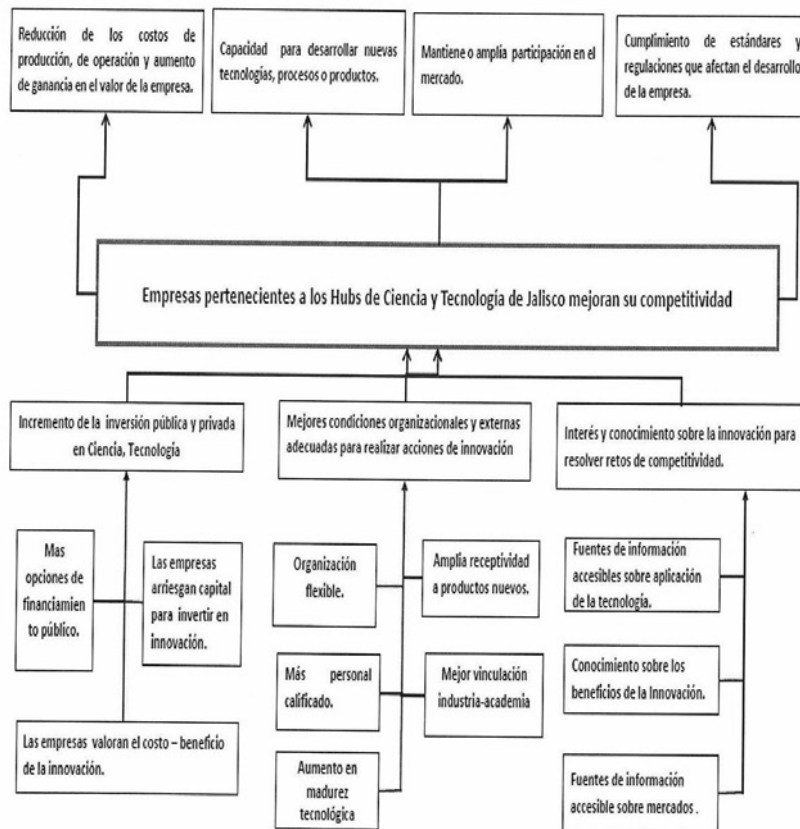 Reducción de los costos de
producción, de operación y aumento
de ganancia en el valor de la empresa.
Capacidad para desarrollar nuevas
tecnologías, procesos o productos.
Mantiene o amplía participación en el
mercado.
Cumplimiento de estándares y
regulaciones que afectan el desarrollo
de la empresa.
Empresas pertenecientes a los Hubs de Ciencia y Tecnología de Jalisco mejoran su competitividad
Incremento de la inversión pública y privada
en Ciencia, Tecnología
Mejores condiciones organizacionales y externas
adecuadas para realizar acciones de innovación
Interés y conocimiento sobre la innovación para
resolver retos de competitividad.
Mas
opciones de
financiamien
to público.
Las empresas
arriesgan capital
para invertir en
innovación.
Las empresas valoran el costo – beneficio
de la innovación.
Organización
flexible.
Amplia receptividad
a productos nuevos.
Más personal
calificado.
Mejor vinculación
industria-academia
Aumento en
madurez
tecnológica
Fuentes de información
accesibles sobre aplicación
de la tecnología.
Conocimiento sobre los
beneficios de la Innovación.
Fuentes de información
accesible sobre mercados .